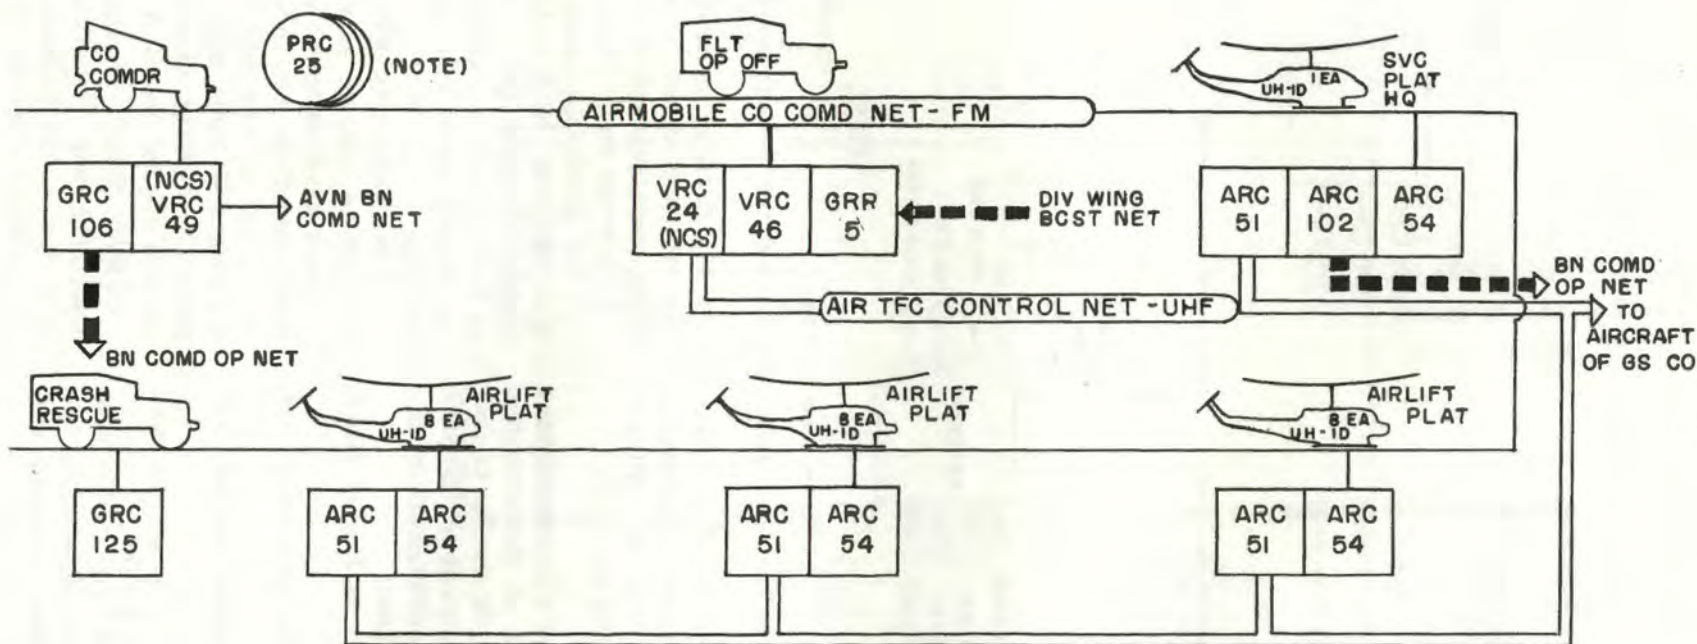 CO
COMDR
PRC
25
(NOTE)
FLT
OP OFF
UH-1D
1 EA
SVC
PLAT
HQ
AIRMOBILE CO COMD NET - FM
GRC
106
(NCS)
VRC
49
AVN BN
COMD NET
VRC
24
(NCS)
VRC
46
GRR
5
DIV WING
BCST NET
ARC
51
ARC
102
ARC
54
BN COMD
OP NET
TO
AIRCRAFT
OF GS CO
AIR TFC CONTROL NET - UHF
BN COMD OP NET
CRASH
RESCUE
UH-1D
8 EA
AIRLIFT
PLAT
UH-1D
8 EA
AIRLIFT
PLAT
UH-1D
8 EA
AIRLIFT
PLAT
GRC
125
ARC
51
ARC
54
ARC
51
ARC
54
ARC
51
ARC
54